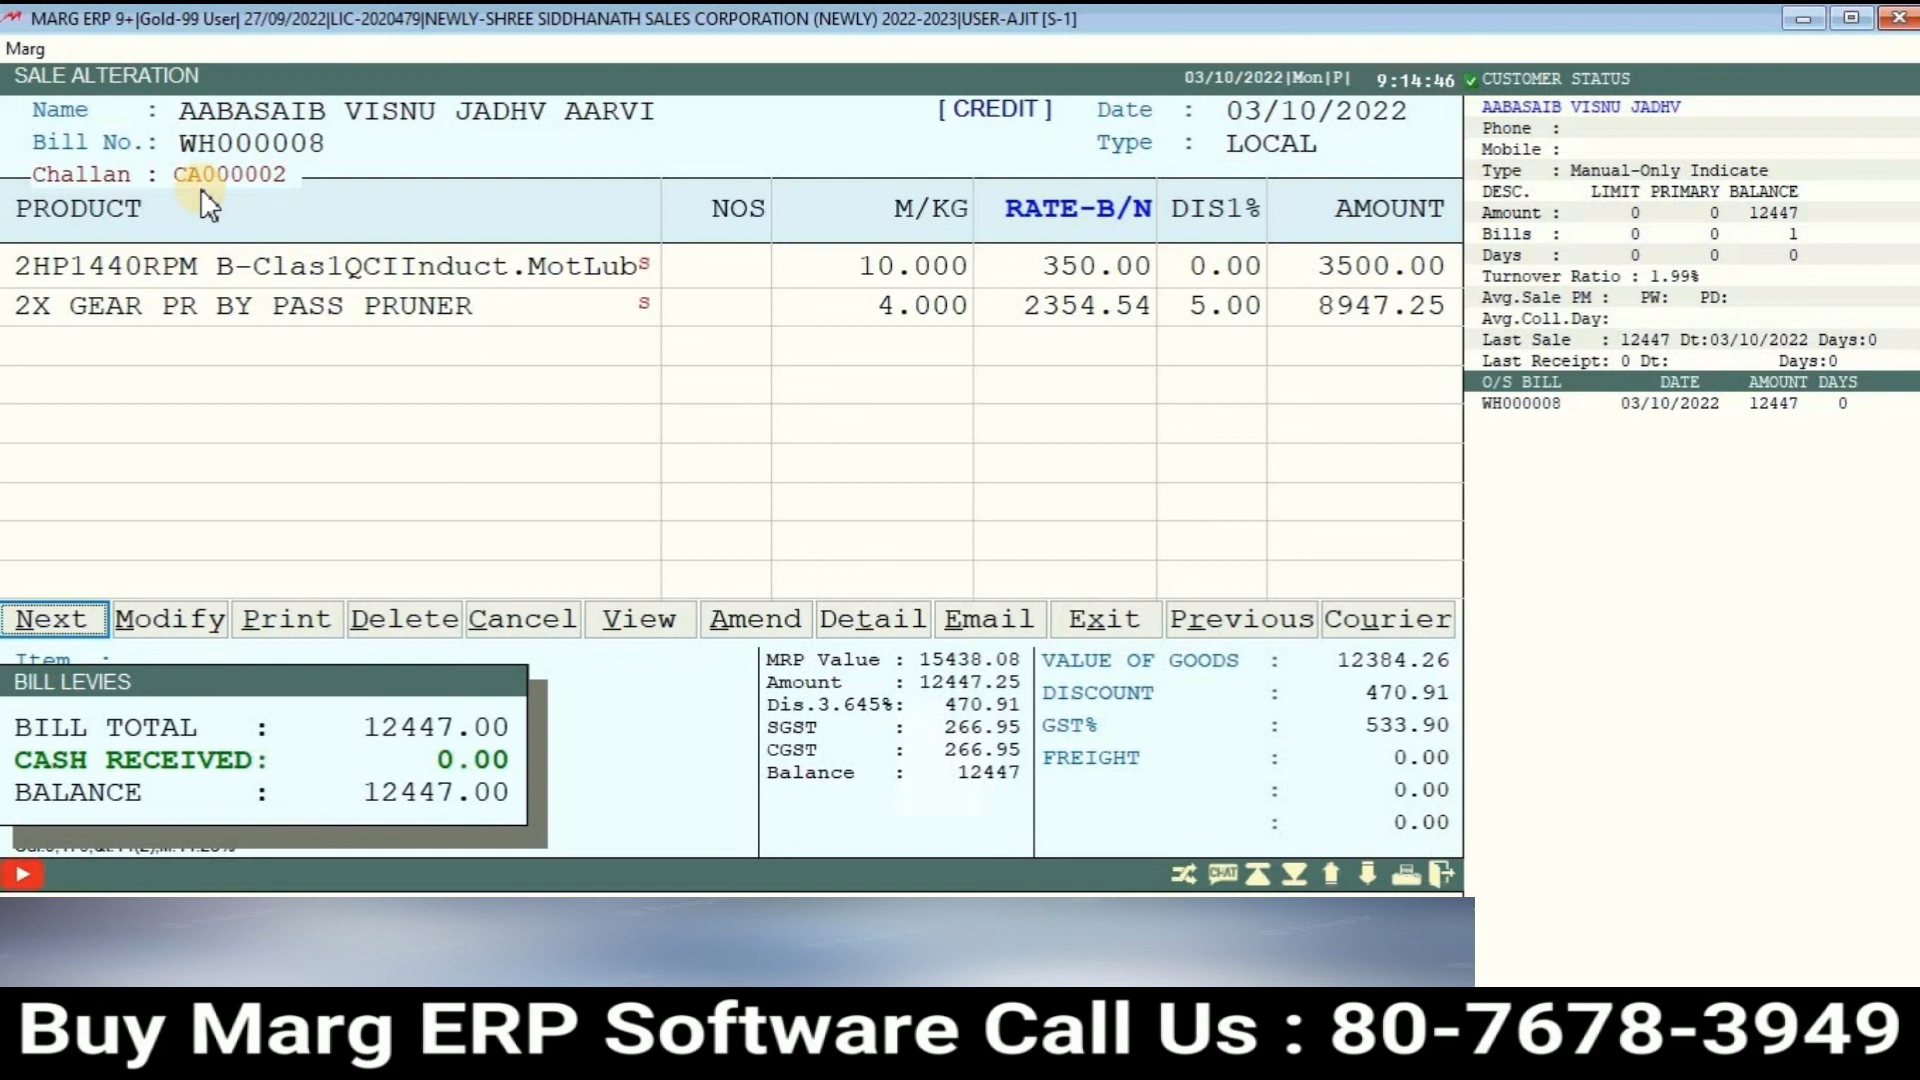 MARG ERP 9+|Gold-99 User| 27/09/2022|LIC-2020479|NEWLY-SHREE SIDDHANATH SALES CORPORATION (NEWLY) 2022-2023|USER-AJIT [S-1]
Marg
SALE ALTERATION 03/10/2022|Mon|P| 9:14:46
Name : AABASAIB VISNU JADHV AARVI [ CREDIT ] Date : 03/10/2022
Bill No.: WH000008 Type : LOCAL
Challan : CA000002
PRODUCT NOS M/KG RATE-B/N DIS1% AMOUNT
2HP1440RPM B-Clas1QCIInduct.MotLub S 10.000 350.00 0.00 3500.00
2X GEAR PR BY PASS PRUNER S 4.000 2354.54 5.00 8947.25
Next Modify Print Delete Cancel View Amend Detail Email Exit Previous Courier
Item :
BILL LEVIES
BILL TOTAL : 12447.00
CASH RECEIVED: 0.00
BALANCE : 12447.00
MRP Value : 15438.08
Amount : 12447.25
Dis.3.645%: 470.91
SGST : 266.95
CGST : 266.95
Balance : 12447
VALUE OF GOODS : 12384.26
DISCOUNT : 470.91
GST% : 533.90
FREIGHT : 0.00
: 0.00
: 0.00
CHAT
CUSTOMER STATUS
AABASAIB VISNU JADHV
Phone :
Mobile :
Type : Manual-Only Indicate
DESC. LIMIT PRIMARY BALANCE
Amount : 0 0 12447
Bills : 0 0 1
Days : 0 0 0
Turnover Ratio : 1.99%
Avg.Sale PM : PW: PD:
Avg.Coll.Day:
Last Sale : 12447 Dt:03/10/2022 Days:0
Last Receipt: 0 Dt: Days:0
O/S BILL DATE AMOUNT DAYS
WH000008 03/10/2022 12447 0
Buy Marg ERP Software Call Us : 80-7678-3949